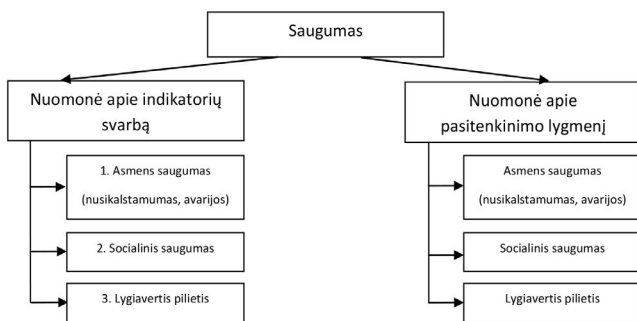 Saugumas
Nuomonė apie indikatorių
svarbą
1. Asmens saugumas
(nusikalstamumas, avarijos)
2. Socialinis saugumas
3. Lygiavertis pilietis
Nuomonė apie
pasitenkinimo lygmenį
Asmens saugumas
(nusikalstamumas, avarijos)
Socialinis saugumas
Lygiavertis pilietis